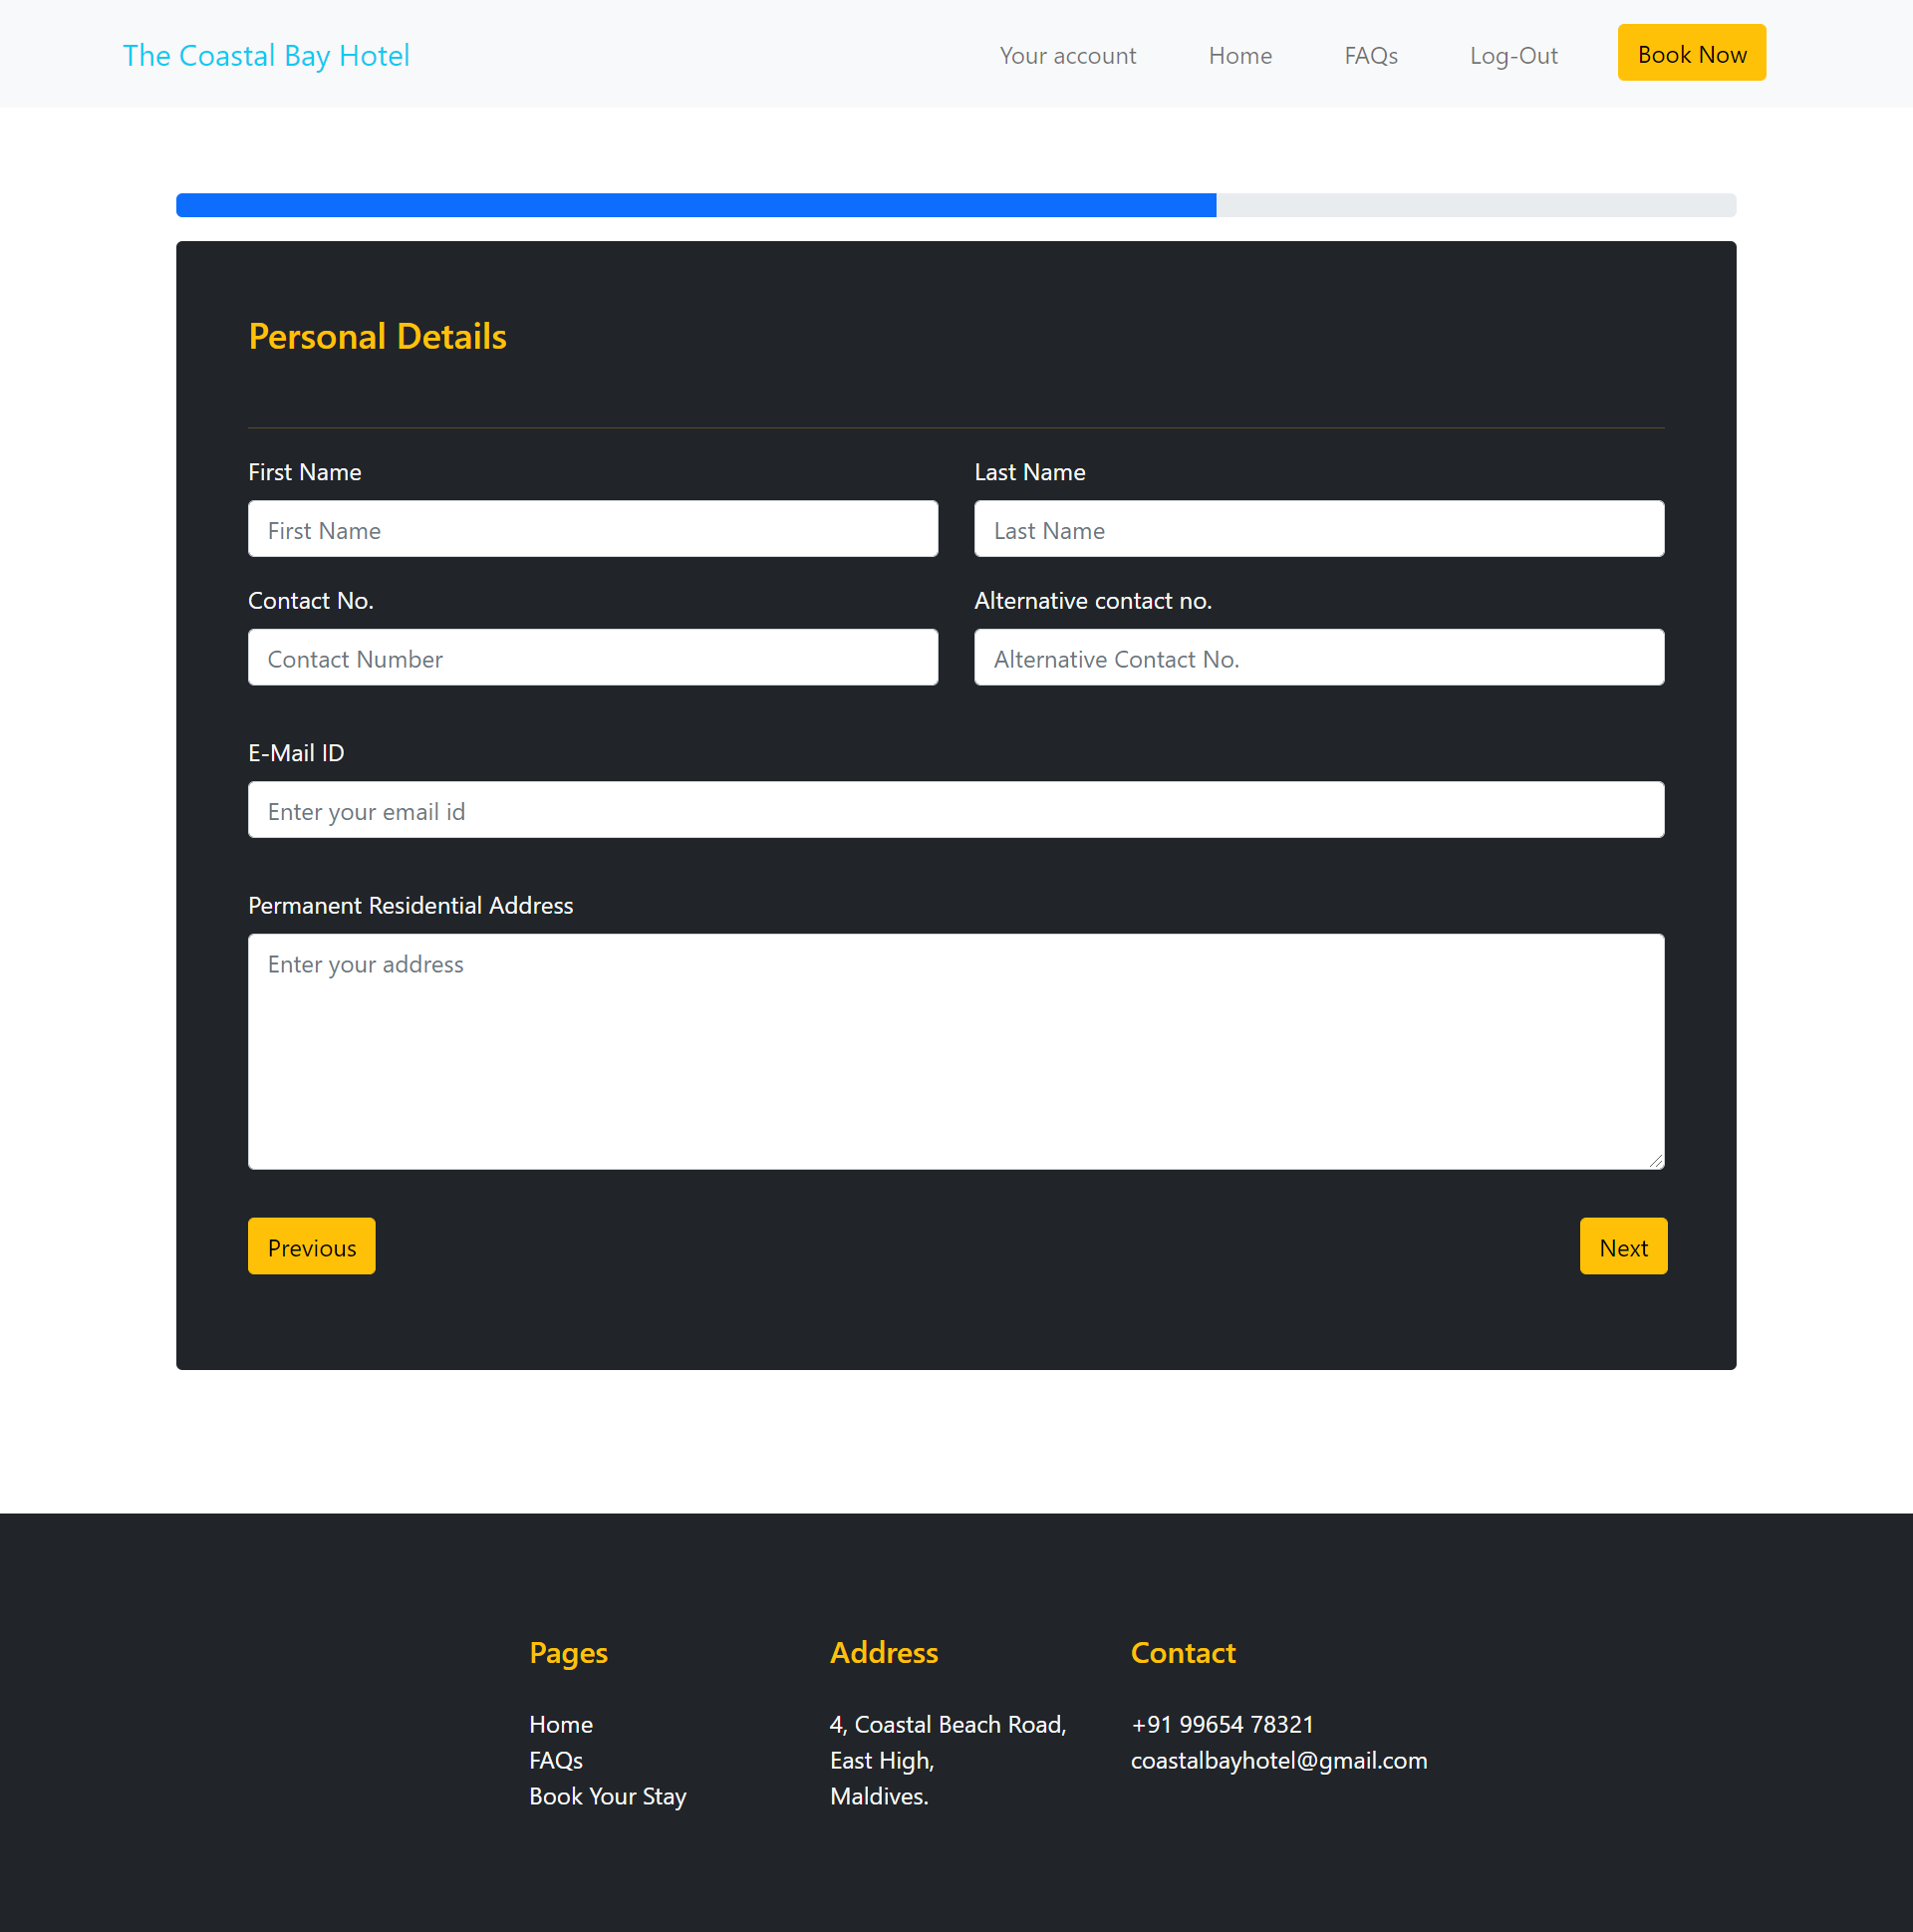 The Coastal Bay Hotel
Your account
Home
FAQs
Log-Out
Book Now
Personal Details
First Name
Last Name
First Name
Last Name
Contact No.
Alternative contact no.
Contact Number
Alternative Contact No.
E-Mail ID
Enter your email id
Permanent Residential Address
Enter your address
Previous
Next
Pages
Home
FAQs
Book Your Stay
Address
4, Coastal Beach Road,
East High,
Maldives.
Contact
+91 99654 78321
coastalbayhotel@gmail.com